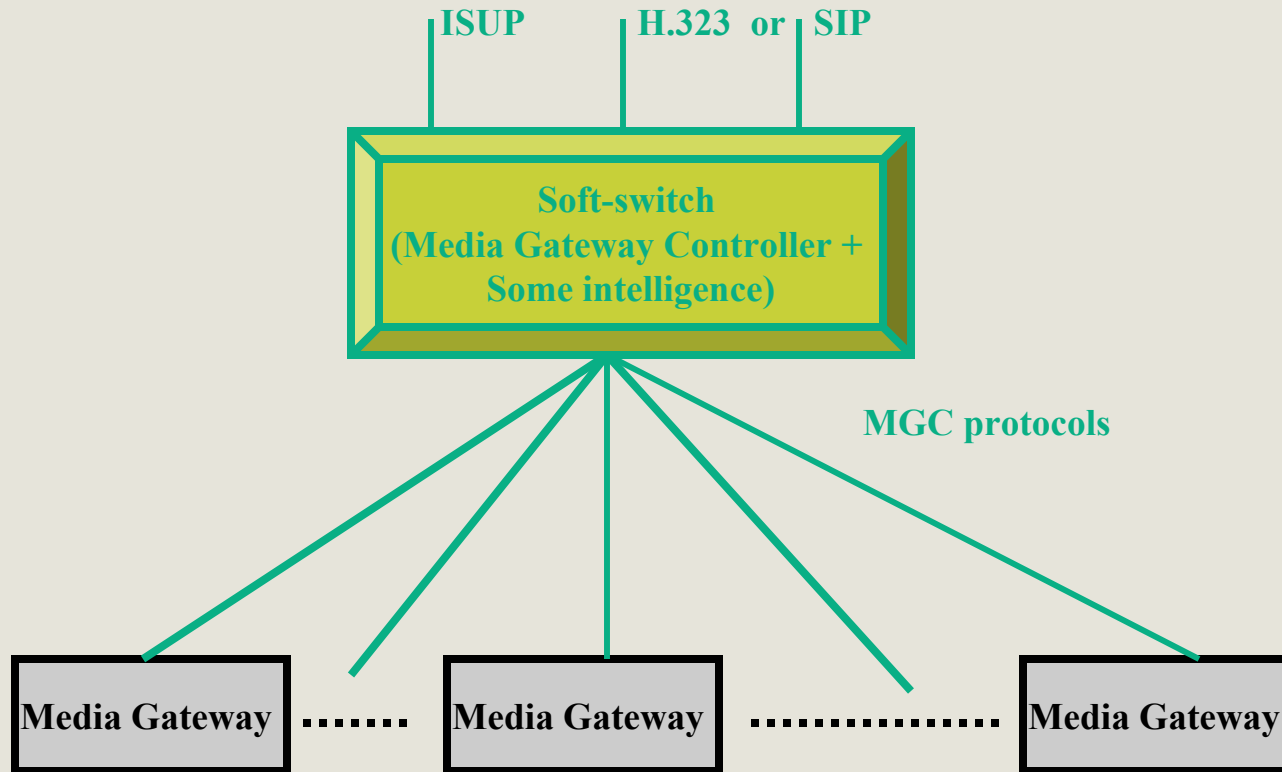 ISUP H.323 or SIP
Soft-switch
(Media Gateway Controller +
Some intelligence)
MGC protocols
Media Gateway Media Gateway Media Gateway